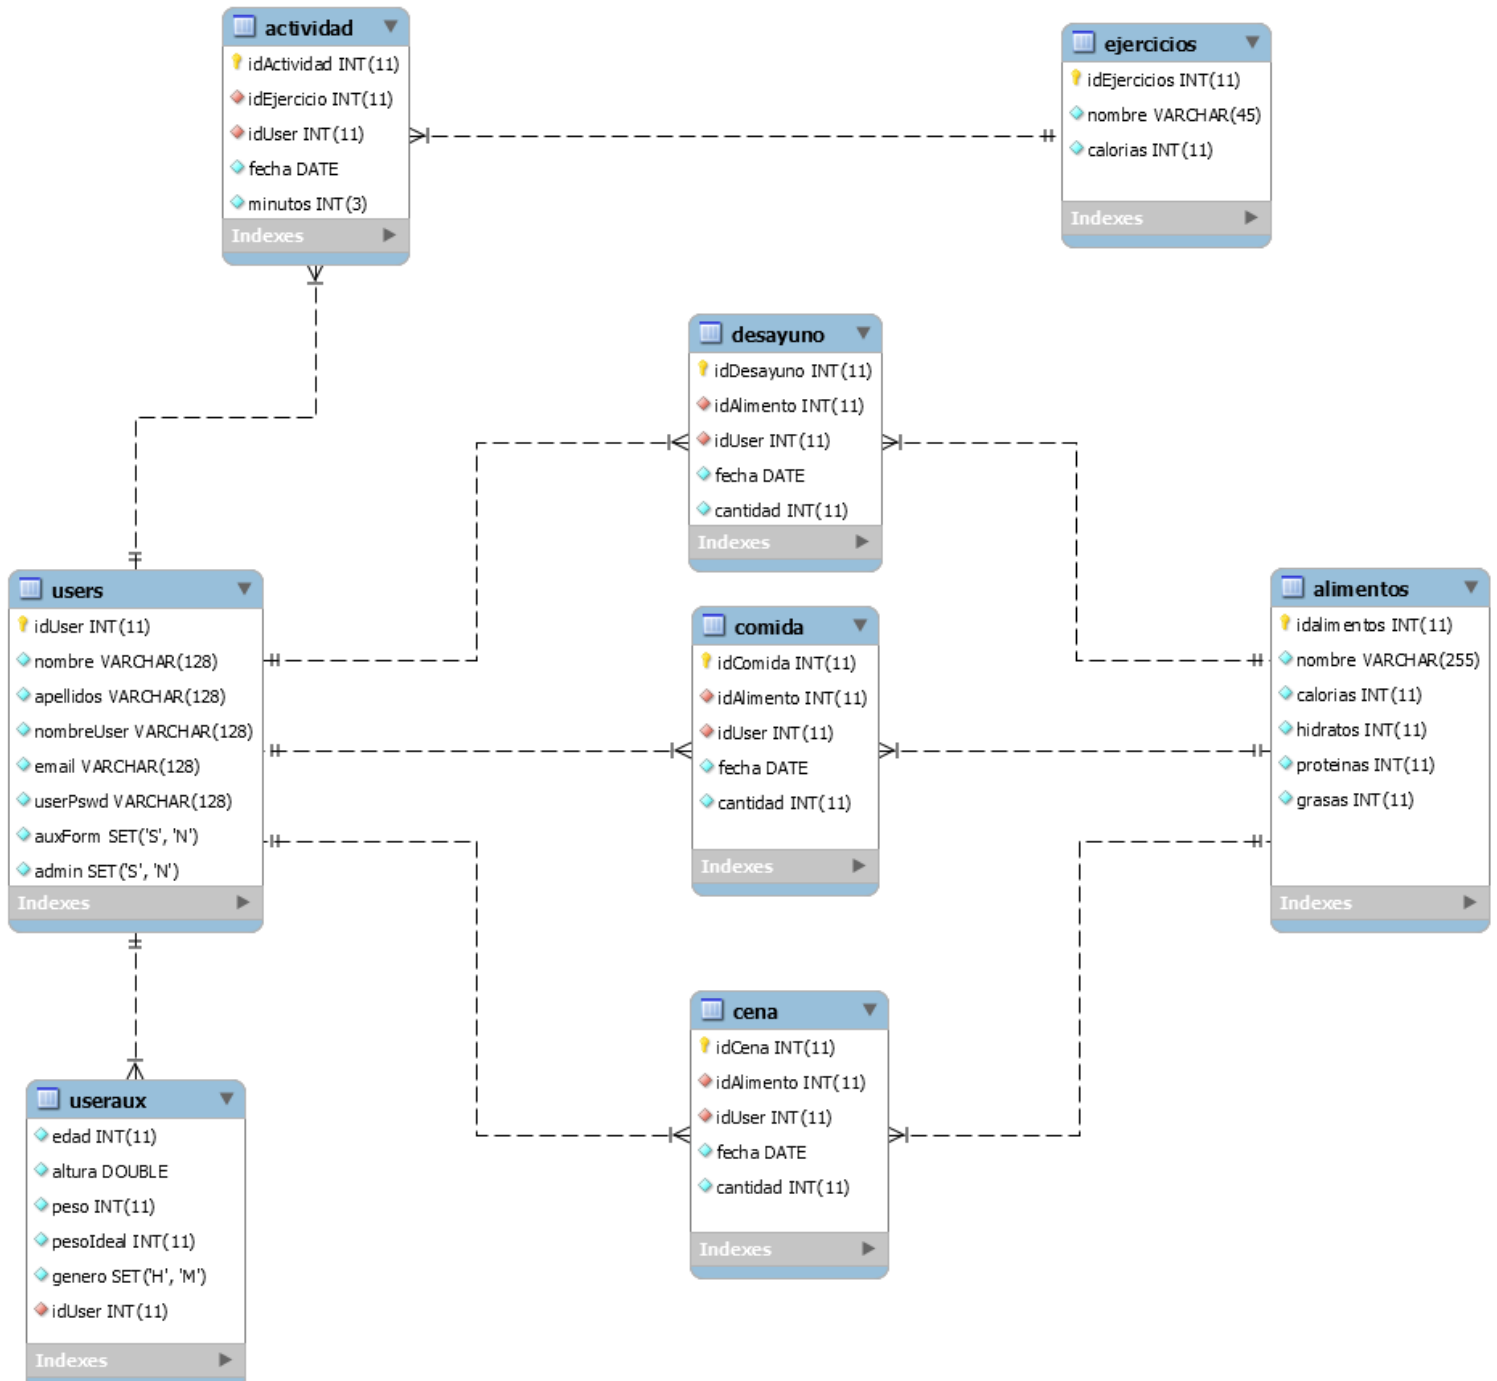 actividad
idActividad INT(11)
idEjercicio INT(11)
idUser INT(11)
fecha DATE
minutos INT(3)
Indexes
ejercicios
idEjercicios INT(11)
nombre VARCHAR(45)
calorias INT(11)
Indexes
desayuno
idDesayuno INT(11)
idAlimento INT(11)
idUser INT(11)
fecha DATE
cantidad INT(11)
Indexes
users
idUser INT(11)
nombre VARCHAR(128)
apellidos VARCHAR(128)
nombreUser VARCHAR(128)
email VARCHAR(128)
userPswd VARCHAR(128)
auxForm SET('S', 'N')
admin SET('S', 'N')
Indexes
comida
idComida INT(11)
idAlimento INT(11)
idUser INT(11)
fecha DATE
cantidad INT(11)
Indexes
alimentos
idalimentos INT(11)
nombre VARCHAR(255)
calorias INT(11)
hidratos INT(11)
proteinas INT(11)
grasas INT(11)
Indexes
cena
idCena INT(11)
idAlimento INT(11)
idUser INT(11)
fecha DATE
cantidad INT(11)
Indexes
useraux
edad INT(11)
altura DOUBLE
peso INT(11)
pesoIdeal INT(11)
genero SET('H', 'M')
idUser INT(11)
Indexes